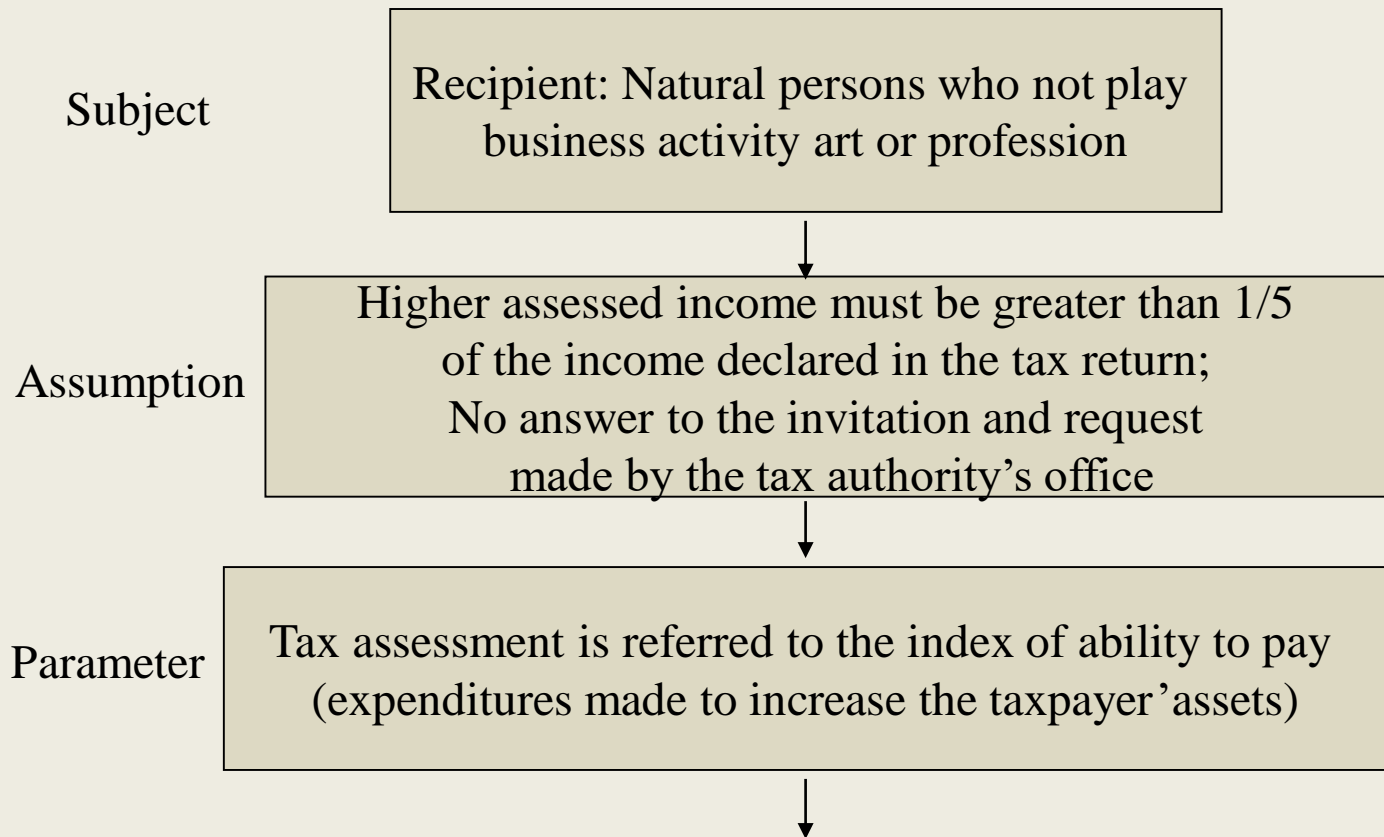 Subject
Recipient: Natural persons who not play
business activity art or profession
Assumption
Higher assessed income must be greater than 1/5
of the income declared in the tax return;
No answer to the invitation and request
made by the tax authority’s office
Parameter
Tax assessment is referred to the index of ability to pay
(expenditures made to increase the taxpayer’assets)